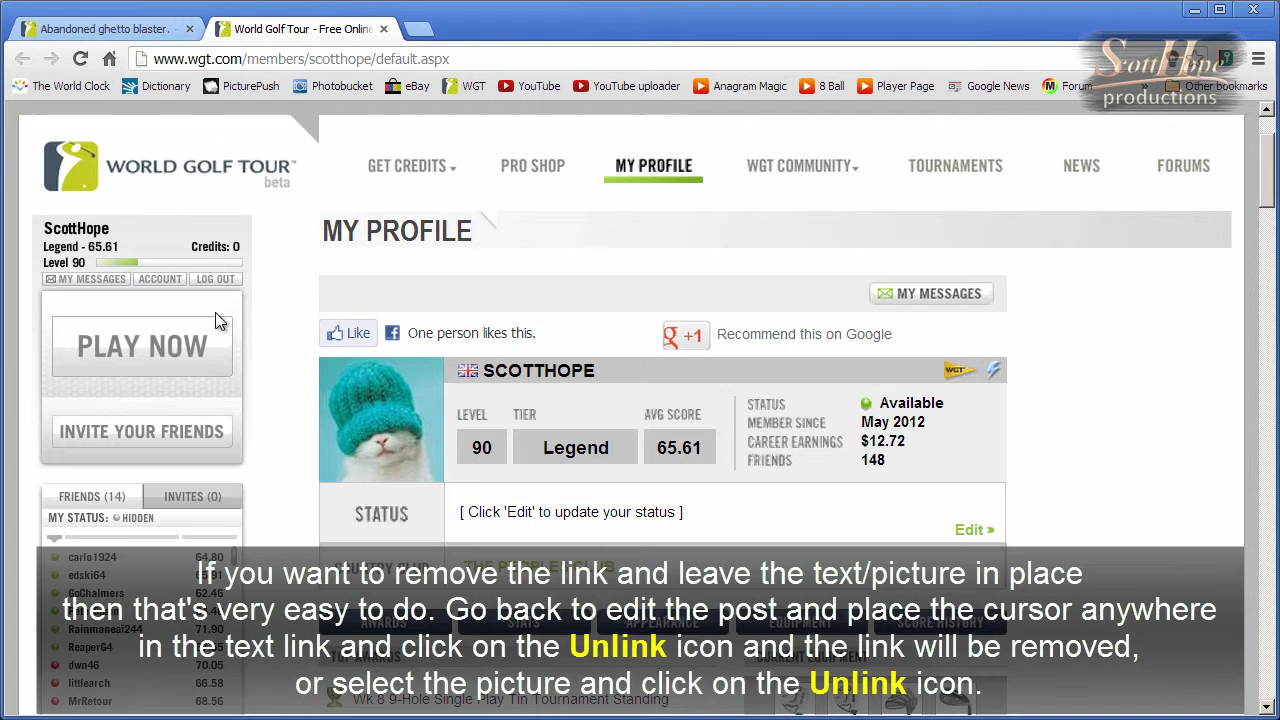 Abandoned ghetto blaster.
World Golf Tour - Free Online
www.wgt.com/members/scotthope/default.aspx
ScottHope
productions
The World Clock
Dictionary
PicturePush
Photobucket
eBay
WGT
YouTube
YouTube uploader
Anagram Magic
8 Ball
Player Page
Google News
Forum
Other bookmarks
WORLD GOLF TOUR™
beta
GET CREDITS
PRO SHOP
MY PROFILE
WGT COMMUNITY
TOURNAMENTS
NEWS
FORUMS
ScottHope
Legend - 65.61 Credits: 0
Level 90
MY MESSAGES ACCOUNT LOG OUT
PLAY NOW
INVITE YOUR FRIENDS
FRIENDS (14) INVITES (0)
MY STATUS: HIDDEN
carlo1924 64.80
edski64
GoChalmers
Rainmaneai244 71.90
ReaperG4
dwn46 70.05
littlearch 66.58
MrRetour 68.56
MY PROFILE
MY MESSAGES
Like One person likes this.
g +1 Recommend this on Google
SCOTTHOPE
WGT
LEVEL TIER AVG SCORE
90 Legend 65.61
STATUS Available
MEMBER SINCE May 2012
CAREER EARNINGS $12.72
FRIENDS 148
STATUS
[ Click 'Edit' to update your status ]
Edit »
AWARDS
STATS
APPEARANCE
EQUIPMENT
SCORE HISTORY
TOP AWARDS
CURRENT EQUIPMENT
Wk 8 9-Hole Single Play Tin Tournament Standing
If you want to remove the link and leave the text/picture in place
then that's very easy to do. Go back to edit the post and place the cursor anywhere
in the text link and click on the Unlink icon and the link will be removed,
or select the picture and click on the Unlink icon.